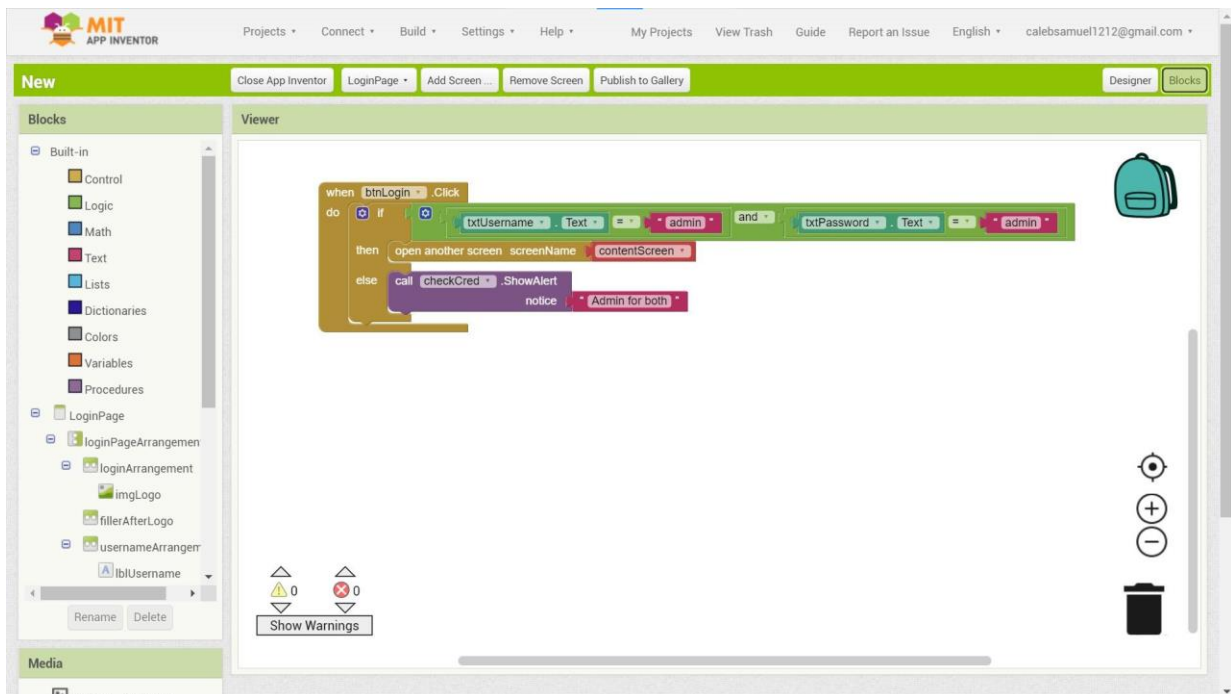 MIT
APP INVENTOR
Projects Connect Build Settings Help My Projects View Trash Guide Report an Issue English calebsamuel1212@gmail.com
New
Close App Inventor LoginPage Add Screen ... Remove Screen Publish to Gallery Designer Blocks
Blocks
Viewer
Built-in
Control
Logic
Math
Text
Lists
Dictionaries
Colors
Variables
Procedures
LoginPage
loginPageArrangemen
loginArrangement
imgLogo
fillerAfterLogo
usernameArrangem
lblUsername
Rename Delete
Media
when btnLogin .Click
do if txtUsername . Text = " admin " and txtPassword . Text = " admin "
then open another screen screenName contentScreen
else call checkCred .ShowAlert
notice " Admin for both "
0 0
Show Warnings